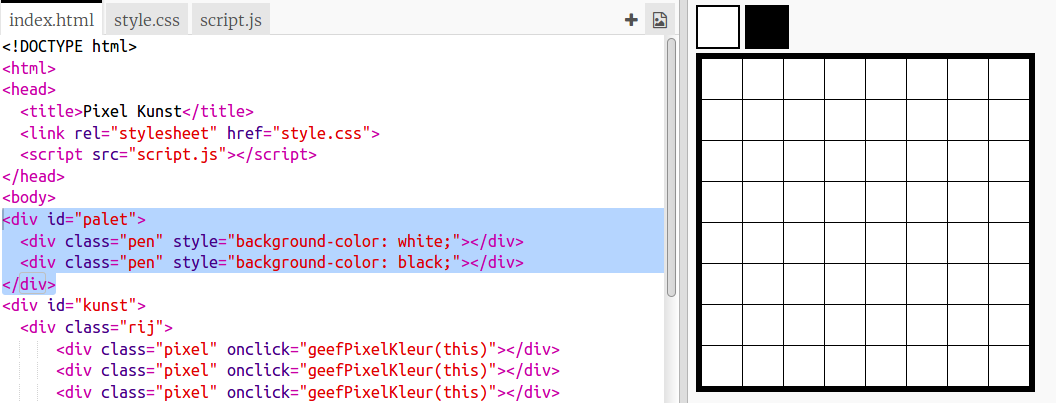 index.html style.css script.js +
<!DOCTYPE html>
<html>
<head>
  <title>Pixel Kunst</title>
  <link rel="stylesheet" href="style.css">
  <script src="script.js"></script>
</head>
<body>
<div id="palet">
  <div class="pen" style="background-color: white;"></div>
  <div class="pen" style="background-color: black;"></div>
</div>
<div id="kunst">
  <div class="rij">
      <div class="pixel" onclick="geefPixelKleur(this)"></div>
      <div class="pixel" onclick="geefPixelKleur(this)"></div>
      <div class="pixel" onclick="geefPixelKleur(this)"></div>